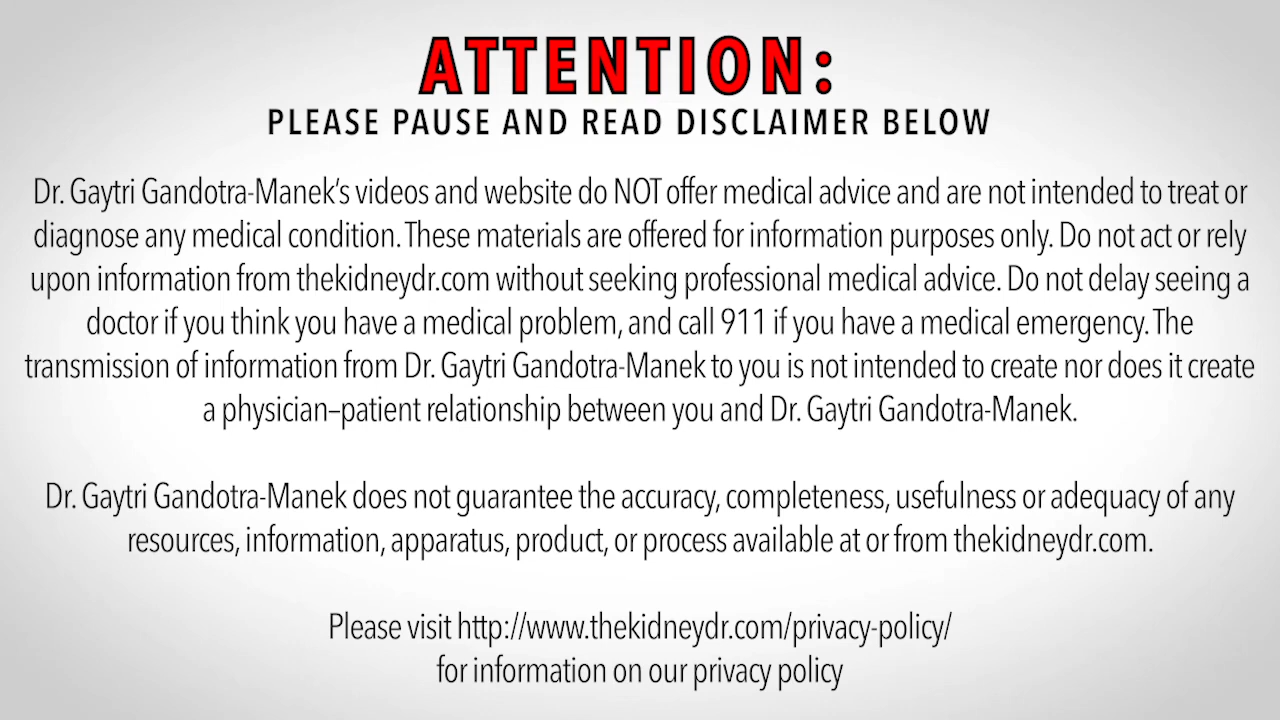 ATTENTION:
PLEASE PAUSE AND READ DISCLAIMER BELOW
Dr. Gaytri Gandotra-Manek’s videos and website do NOT offer medical advice and are not intended to treat or
diagnose any medical condition. These materials are offered for information purposes only. Do not act or rely
upon information from thekidneydr.com without seeking professional medical advice. Do not delay seeing a
doctor if you think you have a medical problem, and call 911 if you have a medical emergency. The
transmission of information from Dr. Gaytri Gandotra-Manek to you is not intended to create nor does it create
a physician–patient relationship between you and Dr. Gaytri Gandotra-Manek.
Dr. Gaytri Gandotra-Manek does not guarantee the accuracy, completeness, usefulness or adequacy of any
resources, information, apparatus, product, or process available at or from thekidneydr.com.
Please visit http://www.thekidneydr.com/privacy-policy/
for information on our privacy policy